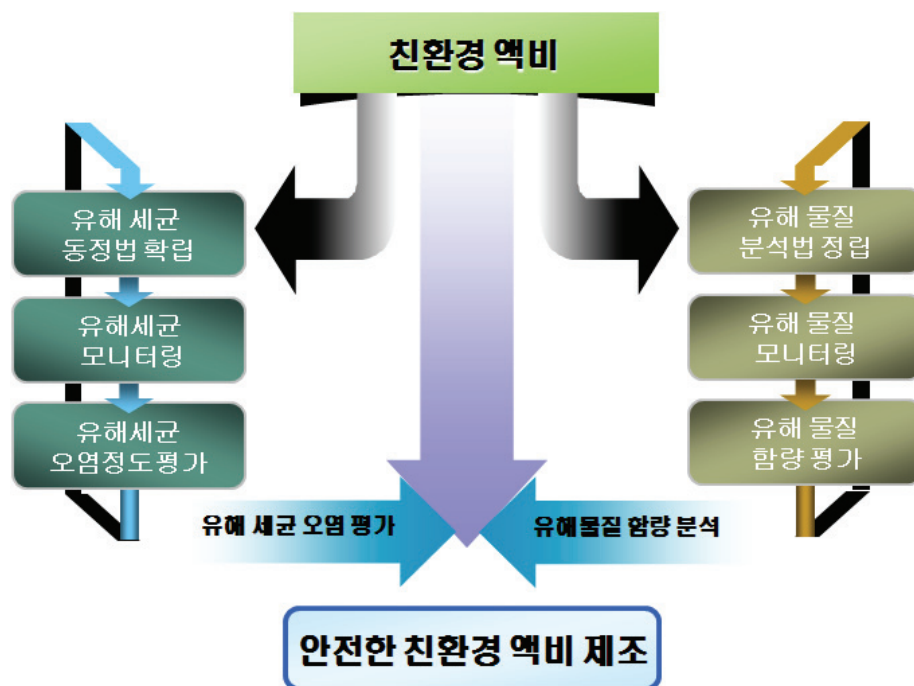 친환경 액비
유해 세균
동정법 확립
유해세균
모니터링
유해세균
오염정도평가
유해 물질
분석법 정립
유해 물질
모니터링
유해 물질
함량 평가
유해 세균 오염 평가
유해물질 함량 분석
안전한 친환경 액비 제조